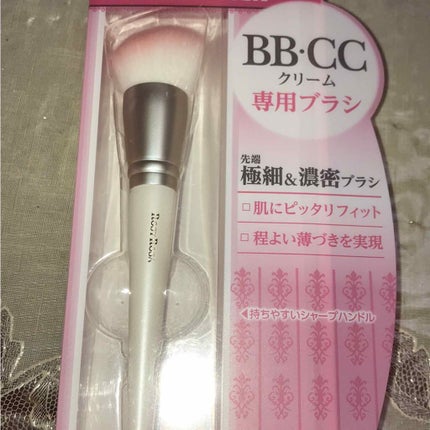 BB・CC
クリーム
専用ブラシ
先端
極細&濃密ブラシ
□肌にピッタリフィット
□程よい薄づきを実現
◁持ちやすいシャープハンドル
Rosy Rosa